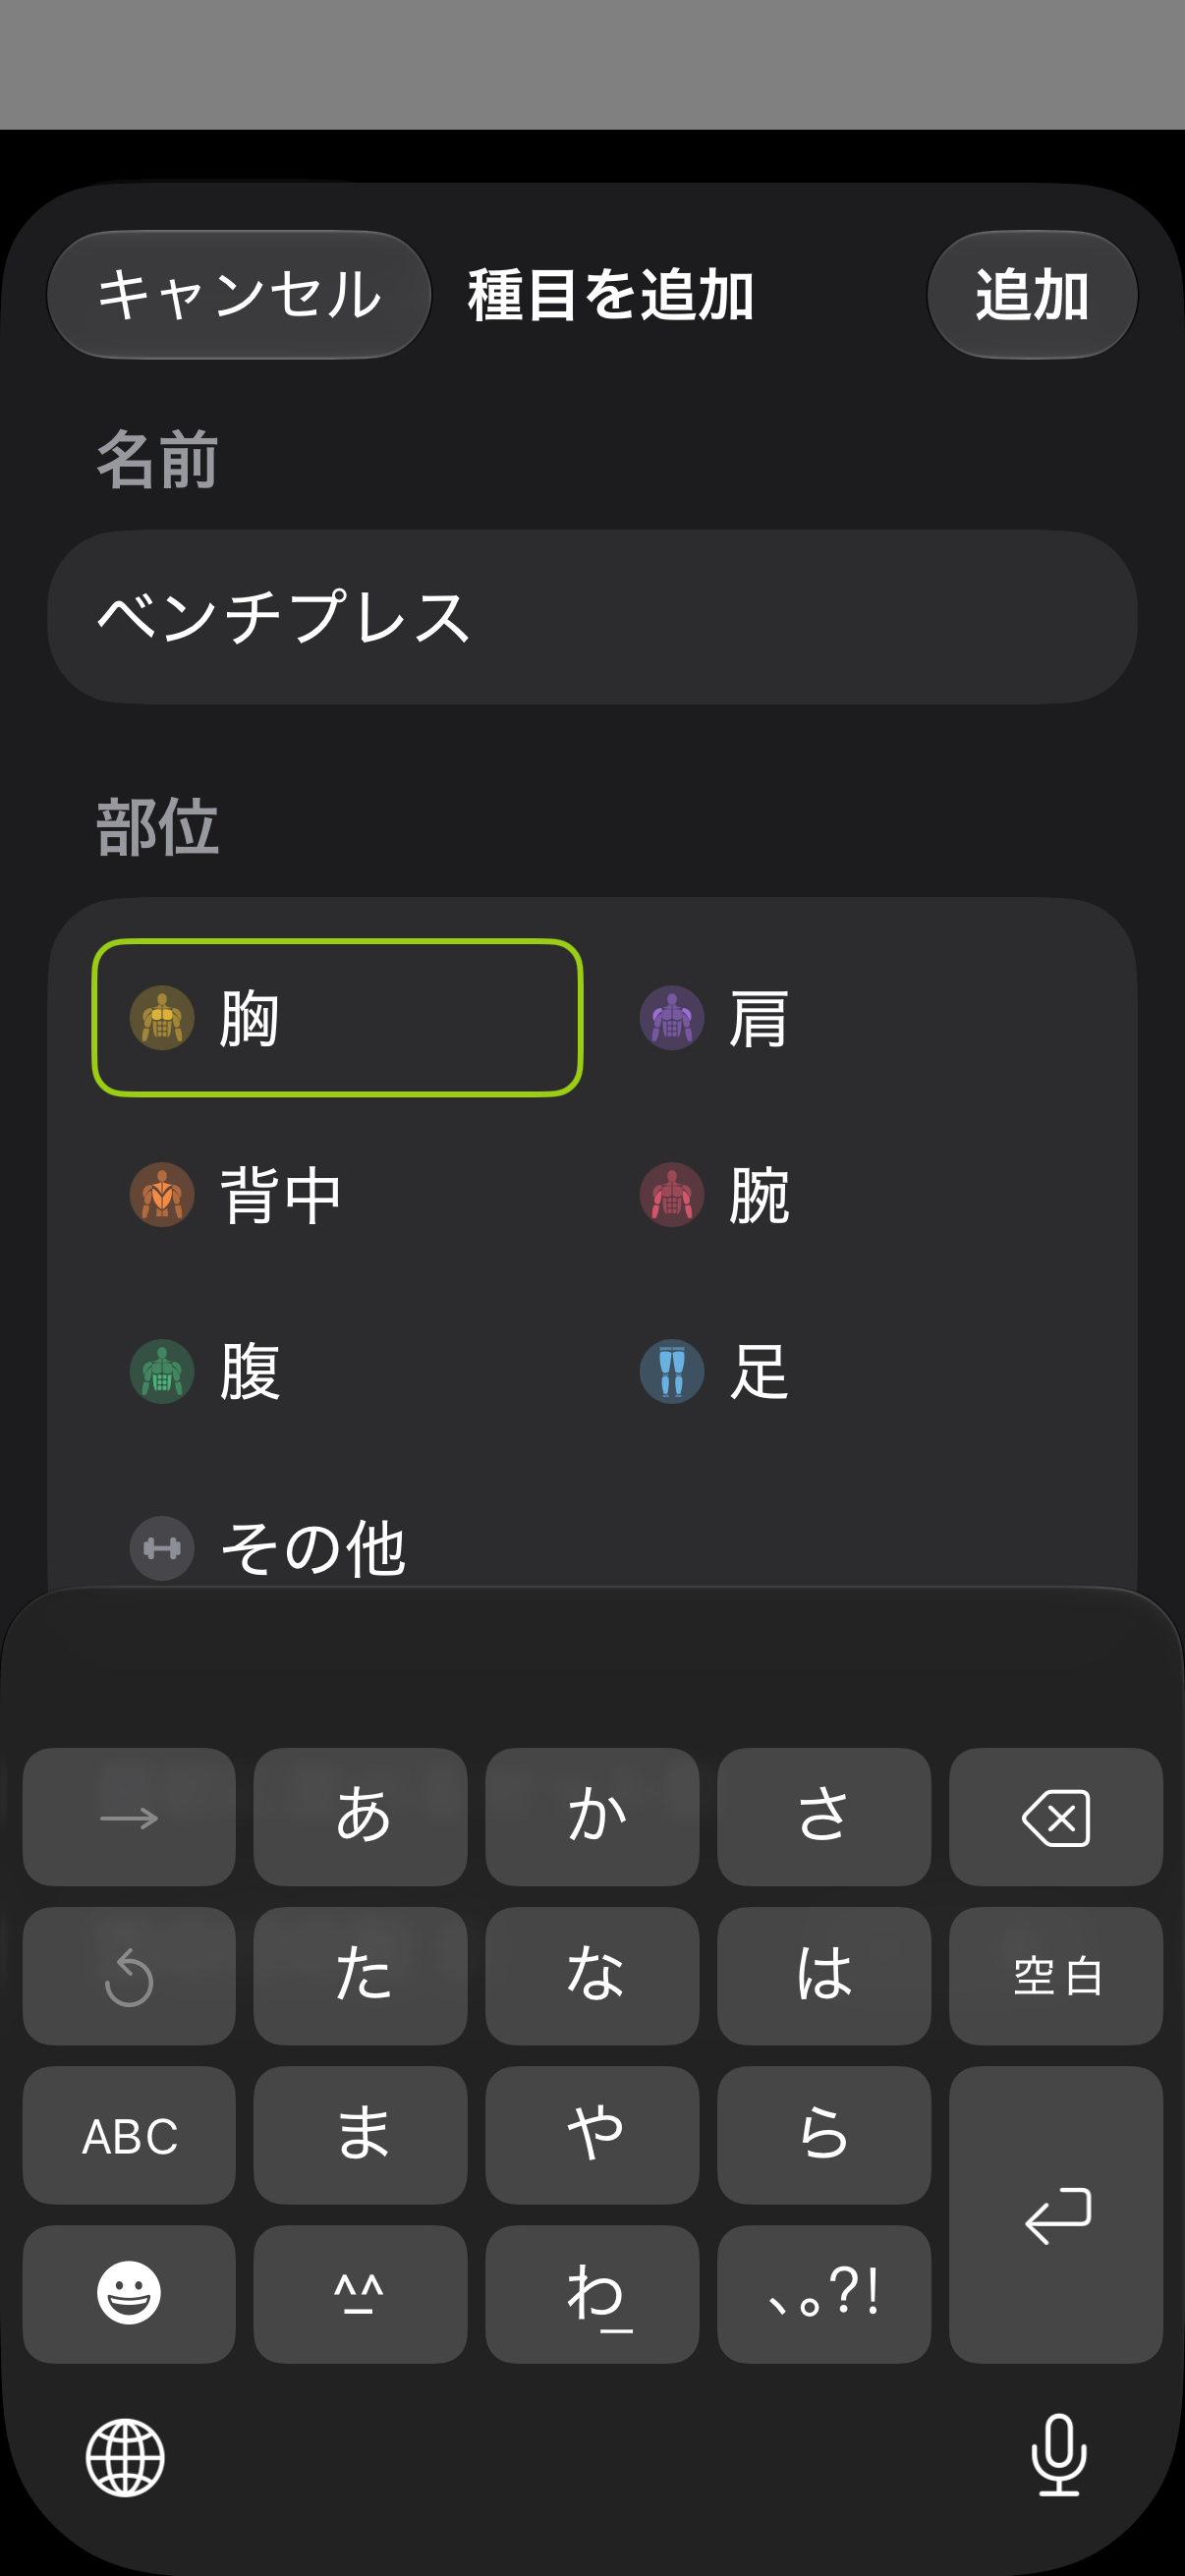 キャンセル 種目を追加 追加
名前
ベンチプレス
部位
胸 肩
背中 腕
腹 足
その他
→ あ か さ
た な は 空白
ABC ま や ら
^_^ わ_ 、。?!